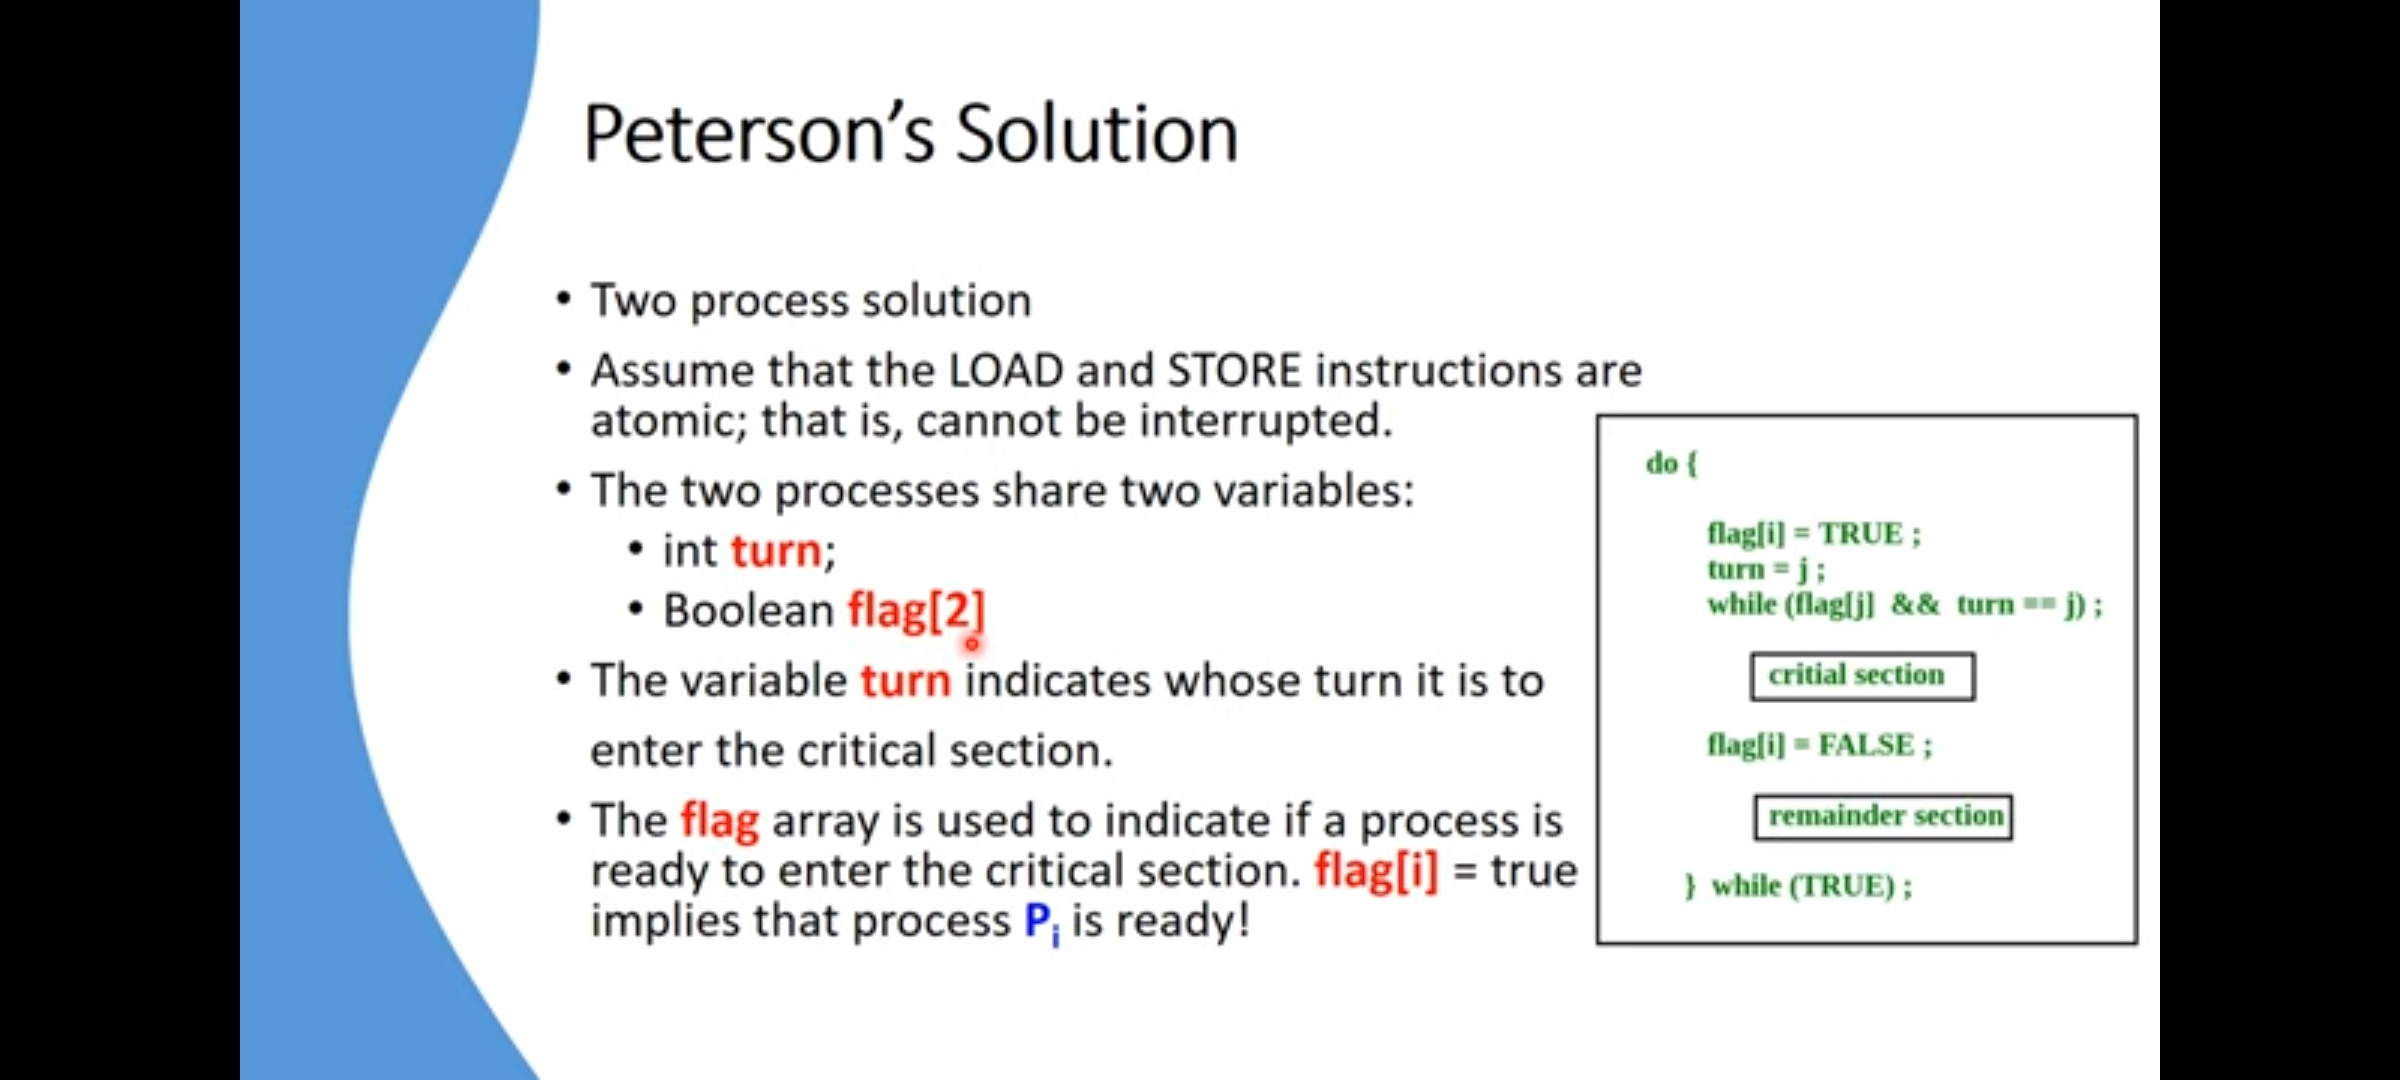 Peterson’s Solution
• Two process solution
• Assume that the LOAD and STORE instructions are
atomic; that is, cannot be interrupted.
• The two processes share two variables:
• int turn;
• Boolean flag[2]
• The variable turn indicates whose turn it is to
enter the critical section.
• The flag array is used to indicate if a process is
ready to enter the critical section. flag[i] = true
implies that process Pi is ready!
do {
flag[i] = TRUE ;
turn = j ;
while (flag[j] && turn == j) ;
critial section
flag[i] = FALSE ;
remainder section
} while (TRUE) ;